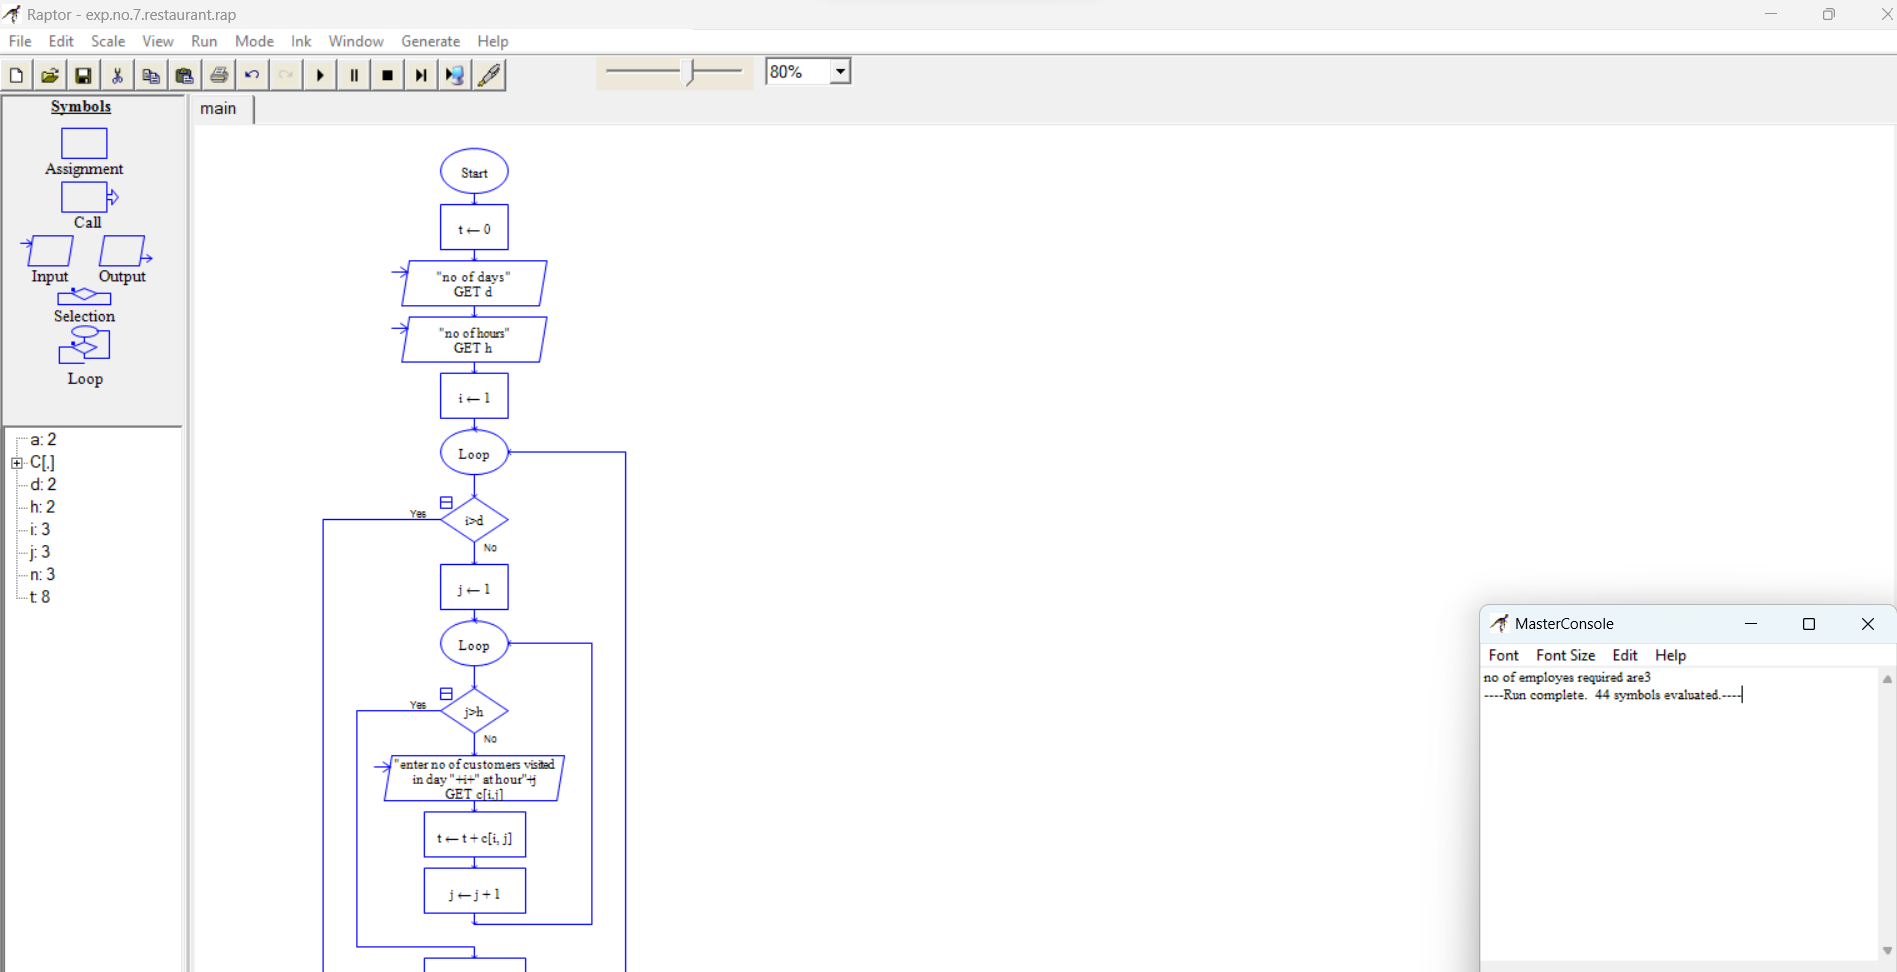 Raptor - exp.no.7.restaurant.rap
File Edit Scale View Run Mode Ink Window Generate Help
80%
Symbols
main
Assignment
Call
Input Output
Selection
Loop
a: 2
C[,]
d: 2
h: 2
i: 3
j: 3
n: 3
t: 8
Start
t ← 0
"no of days"
GET d
"no of hours"
GET h
i ← 1
Loop
Yes
i>d
No
j ← 1
Loop
Yes
j>h
No
"enter no of customers visited
in day "+i+" at hour"+j
GET c[i,j]
t ← t + c[i, j]
j ← j + 1
MasterConsole
Font Font Size Edit Help
no of employes required are3
----Run complete.  44 symbols evaluated.----